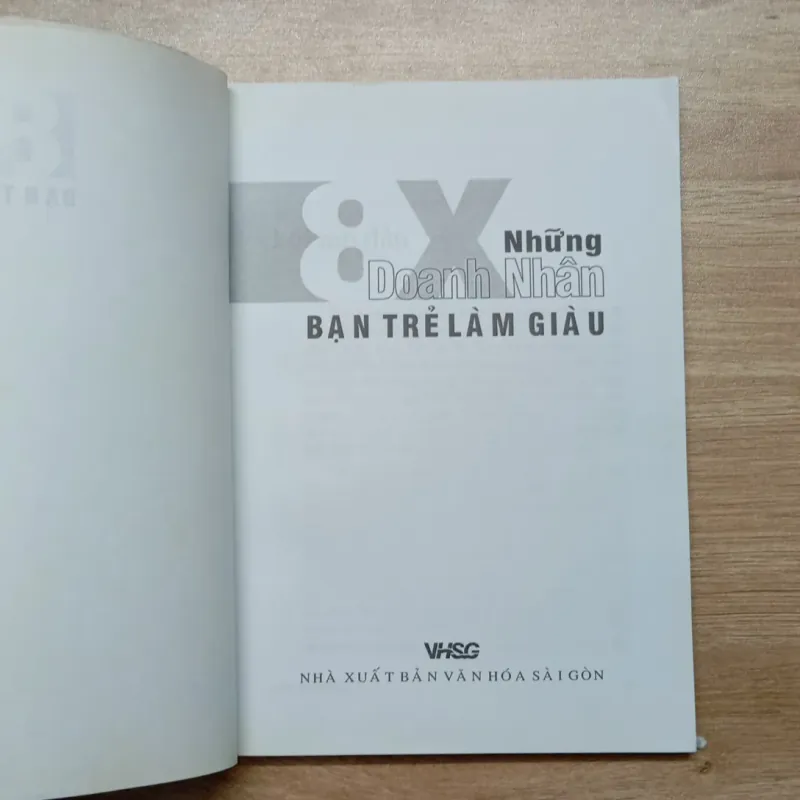 8X
Những
Doanh Nhân
BẠN TRẺ LÀM GIÀU
VHSG
NHÀ XUẤT BẢN VĂN HÓA SÀI GÒN